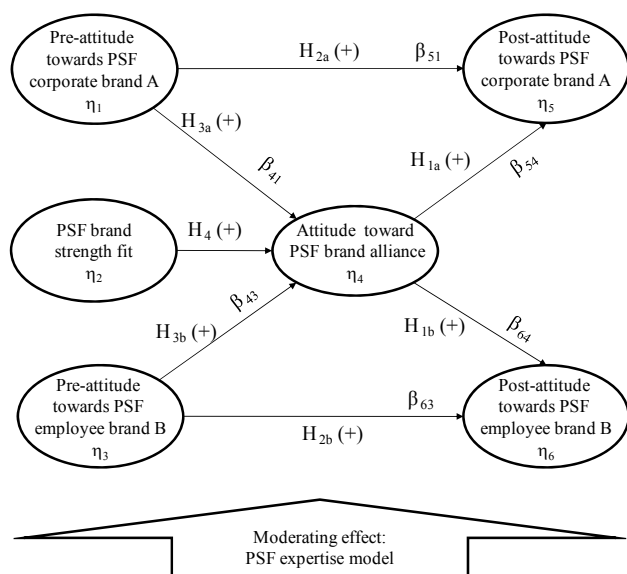 Pre-attitude
towards PSF
corporate brand A
η1
H2a (+)
β51
Post-attitude
towards PSF
corporate brand A
η5
H3a (+)
β41
H1a (+)
β54
PSF brand
strength fit
η2
H4 (+)
Attitude toward
PSF brand alliance
η4
H3b (+)
β43
H1b (+)
β64
Pre-attitude
towards PSF
employee brand B
η3
β63
H2b (+)
Post-attitude
towards PSF
employee brand B
η6
Moderating effect:
PSF expertise model